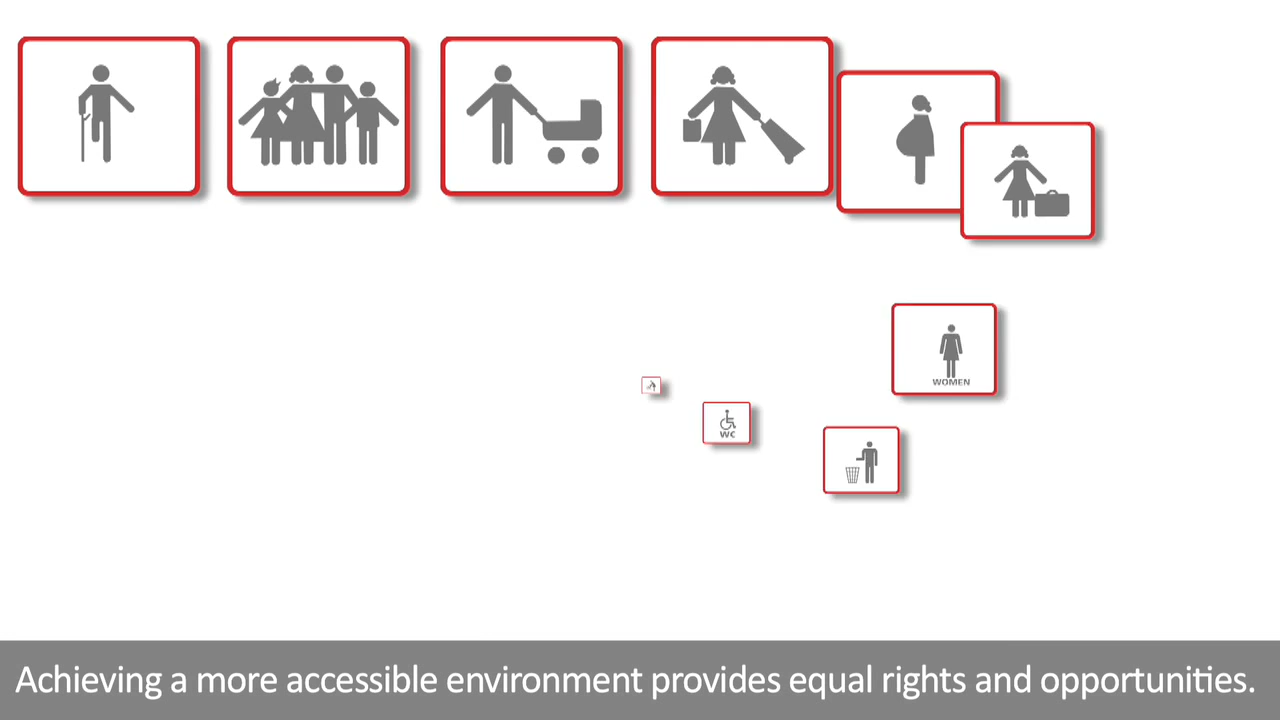 WOMEN
WC
Achieving a more accessible environment provides equal rights and opportunities.